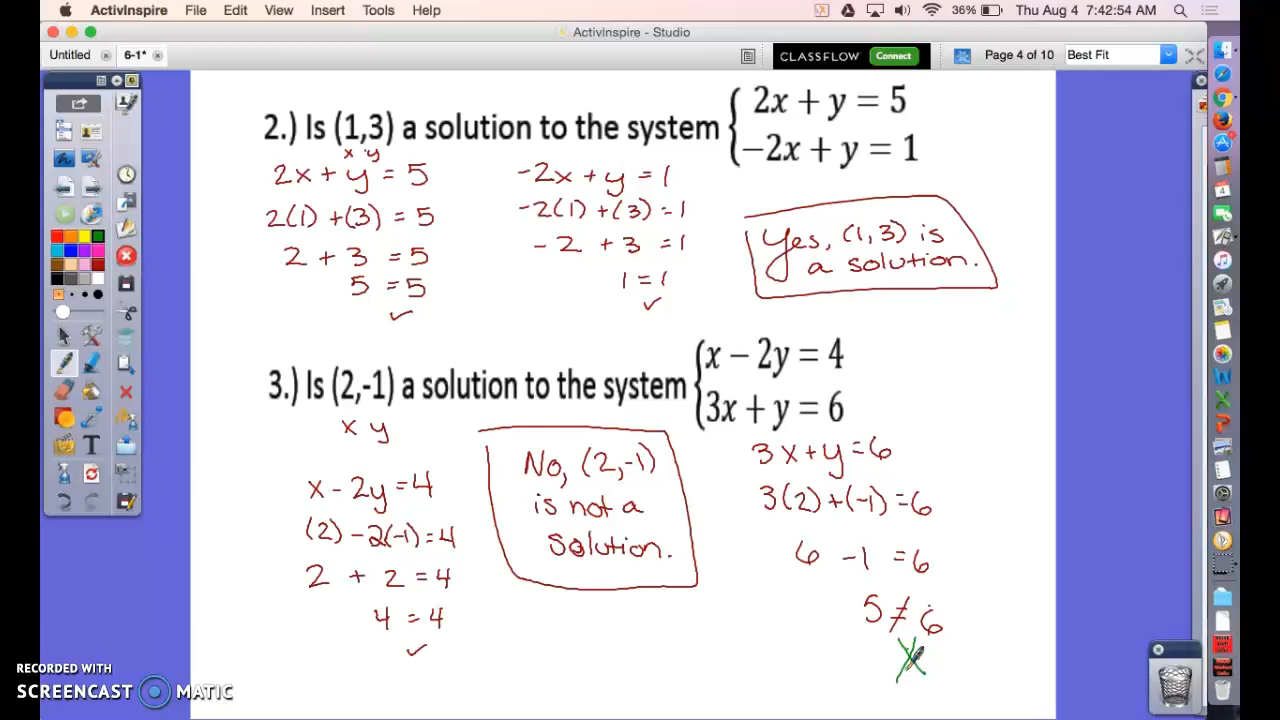 ActivInspire File Edit View Insert Tools Help 36% Thu Aug 4 7:42:54 AM
ActivInspire - Studio
Untitled 6-1* CLASSFLOW Connect Page 4 of 10 Best Fit
2.) Is (1,3) a solution to the system { 2x + y = 5
−2x + y = 1
x y
2x + y = 5
2(1) + (3) = 5
2 + 3 = 5
5 = 5
✓
-2x + y = 1
-2(1) + (3) = 1
- 2 + 3 = 1
1 = 1
✓
Yes, (1, 3) is
a solution.
3.) Is (2,-1) a solution to the system { x − 2y = 4
3x + y = 6
x y
x - 2y = 4
(2) - 2(-1) = 4
2 + 2 = 4
4 = 4
✓
No, (2, -1)
is not a
solution.
3x + y = 6
3(2) + (-1) = 6
6 - 1 = 6
5 ≠ 6
X
T
RECORDED WITH
SCREENCAST MATIC